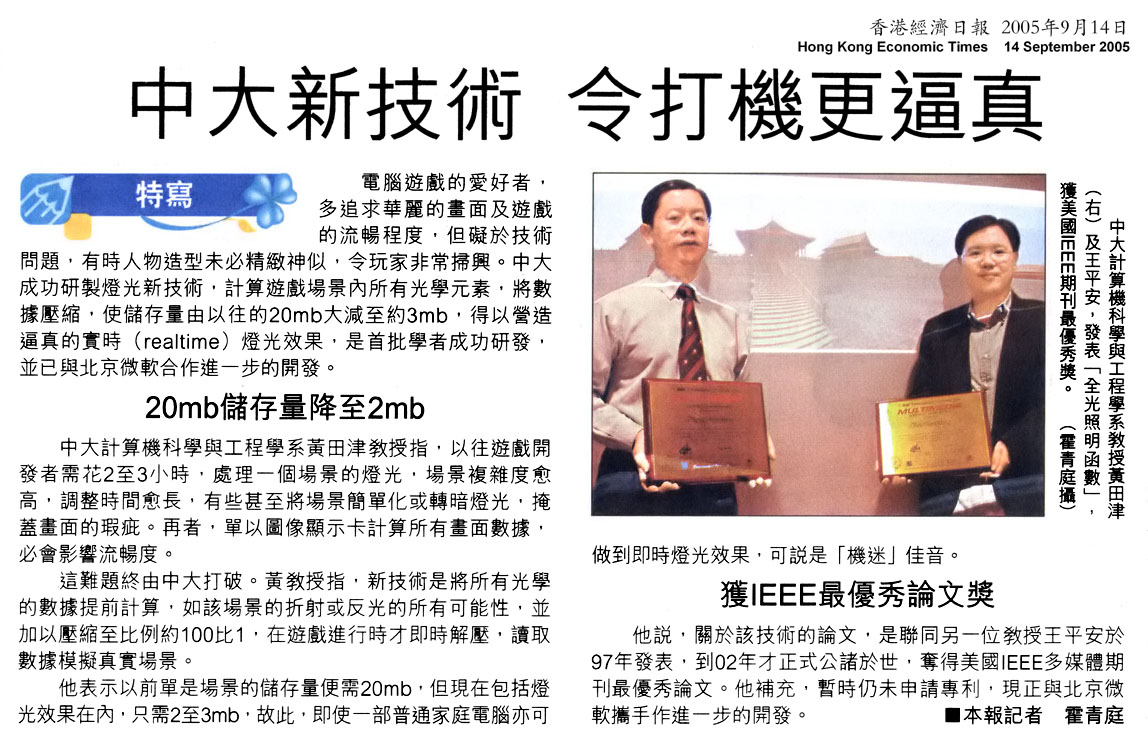 香港經濟日報 2005年9月14日
Hong Kong Economic Times 14 September 2005
中大新技術 令打機更逼真
特寫
電腦遊戲的愛好者，
多追求華麗的畫面及遊戲
的流暢程度，但礙於技術
問題，有時人物造型未必精緻神似，令玩家非常掃興。中大
成功研製燈光新技術，計算遊戲場景內所有光學元素，將數
據壓縮，使儲存量由以往的20mb大減至約3mb，得以營造
逼真的實時（realtime）燈光效果，是首批學者成功研發，
並已與北京微軟合作進一步的開發。
20mb儲存量降至2mb
中大計算機科學與工程學系黃田津教授指，以往遊戲開
發者需花2至3小時，處理一個場景的燈光，場景複雜度愈
高，調整時間愈長，有些甚至將場景簡單化或轉暗燈光，掩
蓋畫面的瑕疵。再者，單以圖像顯示卡計算所有畫面數據，
必會影響流暢度。
這難題終由中大打破。黃教授指，新技術是將所有光學
的數據提前計算，如該場景的折射或反光的所有可能性，並
加以壓縮至比例約100比1，在遊戲進行時才即時解壓，讀取
數據模擬真實場景。
他表示以前單是場景的儲存量便需20mb，但現在包括燈
光效果在內，只需2至3mb，故此，即使一部普通家庭電腦亦可
中大計算機科學與工程學系教授黃田津
（右）及王平安，發表「全光照明函數」，
獲美國IEEE期刊最優秀獎。 （霍青庭攝）
MULTIMEDIA
做到即時燈光效果，可説是「機迷」佳音。
獲IEEE最優秀論文獎
他説，關於該技術的論文，是聯同另一位教授王平安於
97年發表，到02年才正式公諸於世，奪得美國IEEE多媒體期
刊最優秀論文。他補充，暫時仍未申請專利，現正與北京微
軟攜手作進一步的開發。 ■本報記者 霍青庭